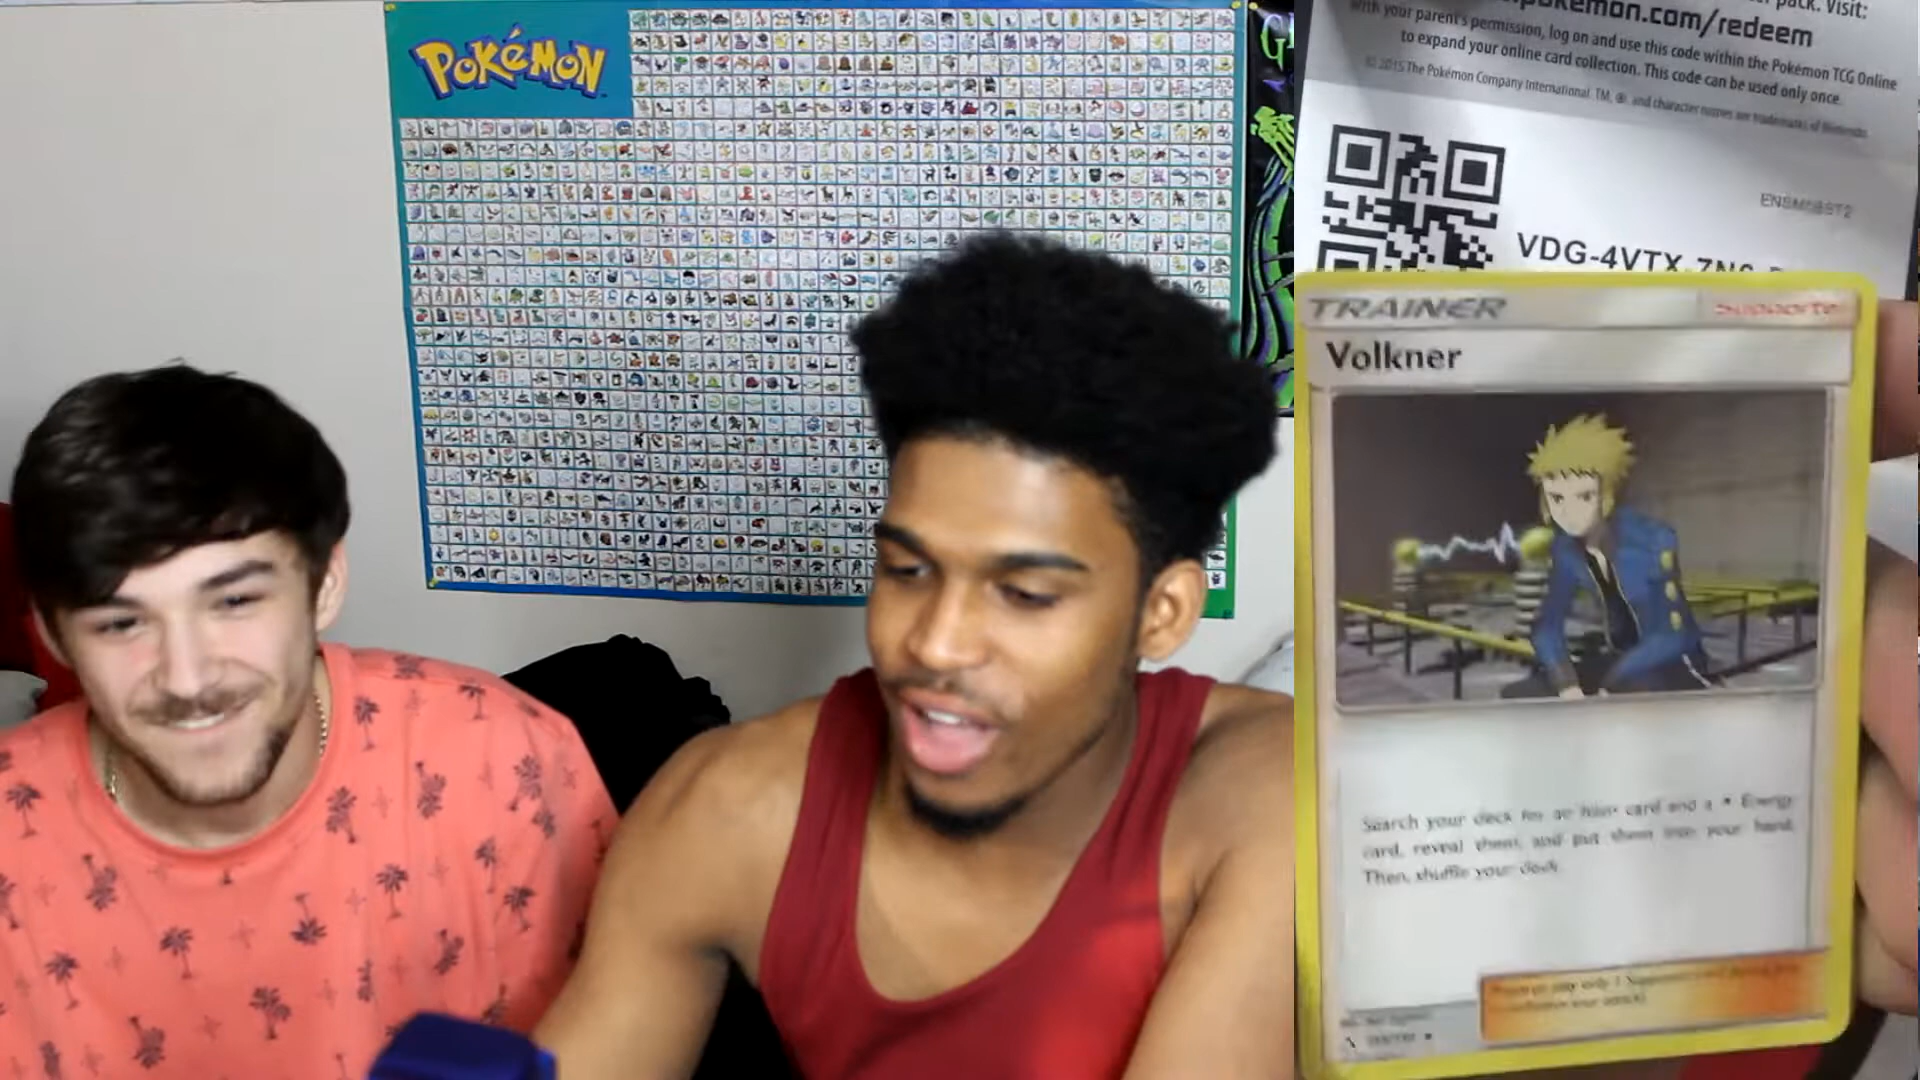 POKéMON
pack. Visit:
pokemon.com/redeem
with your parent's permission, log on and use this code within the Pokémon TCG Online
to expand your online card collection. This code can be used only once.
© 2015 The Pokémon Company International. TM, ®, and character names are trademarks of Nintendo.
VDG-4VTX-
TRAINER
Volkner
Search your deck for an Item card and a Energy
card, reveal them, and put them into your hand.
Then, shuffle your deck.